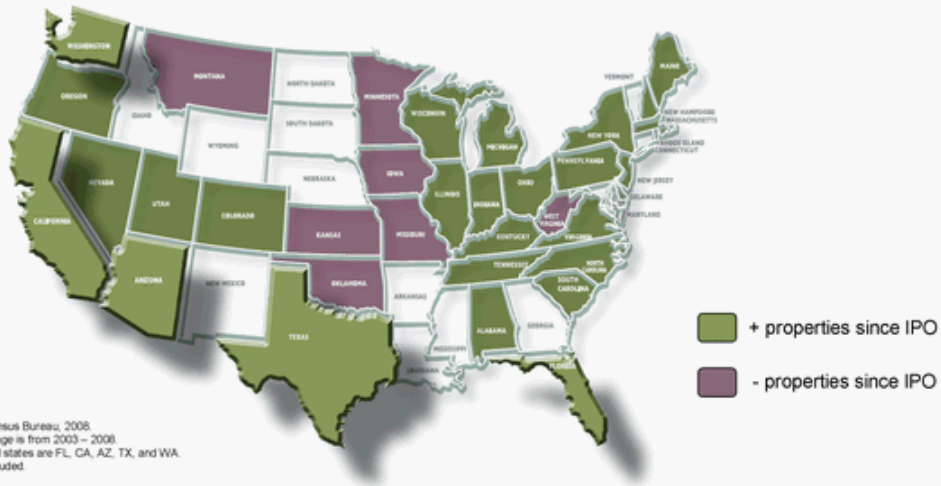 WASHINGTON
MONTANA
NORTH DAKOTA
MINNESOTA
VERMONT
MAINE
OREGON
IDAHO
SOUTH DAKOTA
WISCONSIN
MICHIGAN
NEW YORK
NEW HAMPSHIRE
MASSACHUSETTS
RHODE ISLAND
CONNECTICUT
WYOMING
IOWA
PENNSYLVANIA
NEBRASKA
NEW JERSEY
NEVADA
UTAH
COLORADO
ILLINOIS
INDIANA
OHIO
DELAWARE
MARYLAND
CALIFORNIA
KANSAS
MISSOURI
KENTUCKY
WEST
VIRGINIA
VIRGINIA
ARIZONA
NEW MEXICO
OKLAHOMA
ARKANSAS
TENNESSEE
NORTH
CAROLINA
SOUTH
CAROLINA
TEXAS
LOUISIANA
MISSISSIPPI
ALABAMA
GEORGIA
FLORIDA
+ properties since IPO
- properties since IPO
nsus Bureau, 2008.
ge is from 2003 – 2008.
d states are FL, CA, AZ, TX, and WA.
uded.